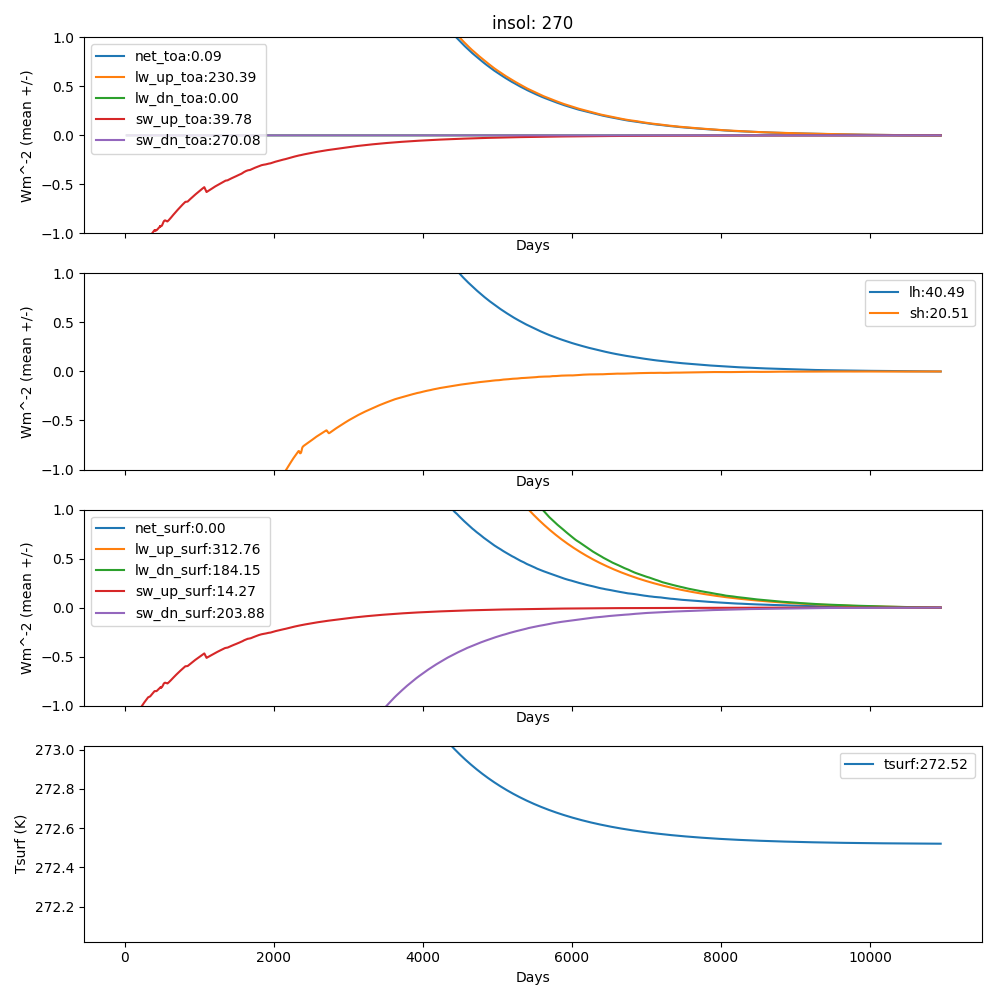 insol: 270
Wm^-2 (mean +/-)
1.0
0.5
0.0
−0.5
−1.0
net_toa:0.09
lw_up_toa:230.39
lw_dn_toa:0.00
sw_up_toa:39.78
sw_dn_toa:270.08
Days
Wm^-2 (mean +/-)
1.0
0.5
0.0
−0.5
−1.0
lh:40.49
sh:20.51
Days
Wm^-2 (mean +/-)
1.0
0.5
0.0
−0.5
−1.0
net_surf:0.00
lw_up_surf:312.76
lw_dn_surf:184.15
sw_up_surf:14.27
sw_dn_surf:203.88
Days
Tsurf (K)
273.0
272.8
272.6
272.4
272.2
tsurf:272.52
0 2000 4000 6000 8000 10000
Days